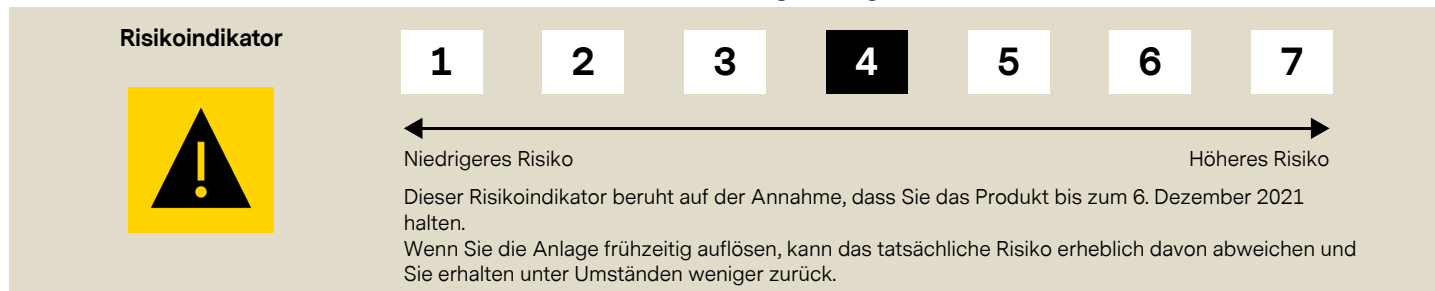 Risikoindikator
1 2 3 4 5 6 7
Niedrigeres Risiko Höheres Risiko
Dieser Risikoindikator beruht auf der Annahme, dass Sie das Produkt bis zum 6. Dezember 2021
halten.
Wenn Sie die Anlage frühzeitig auflösen, kann das tatsächliche Risiko erheblich davon abweichen und
Sie erhalten unter Umständen weniger zurück.